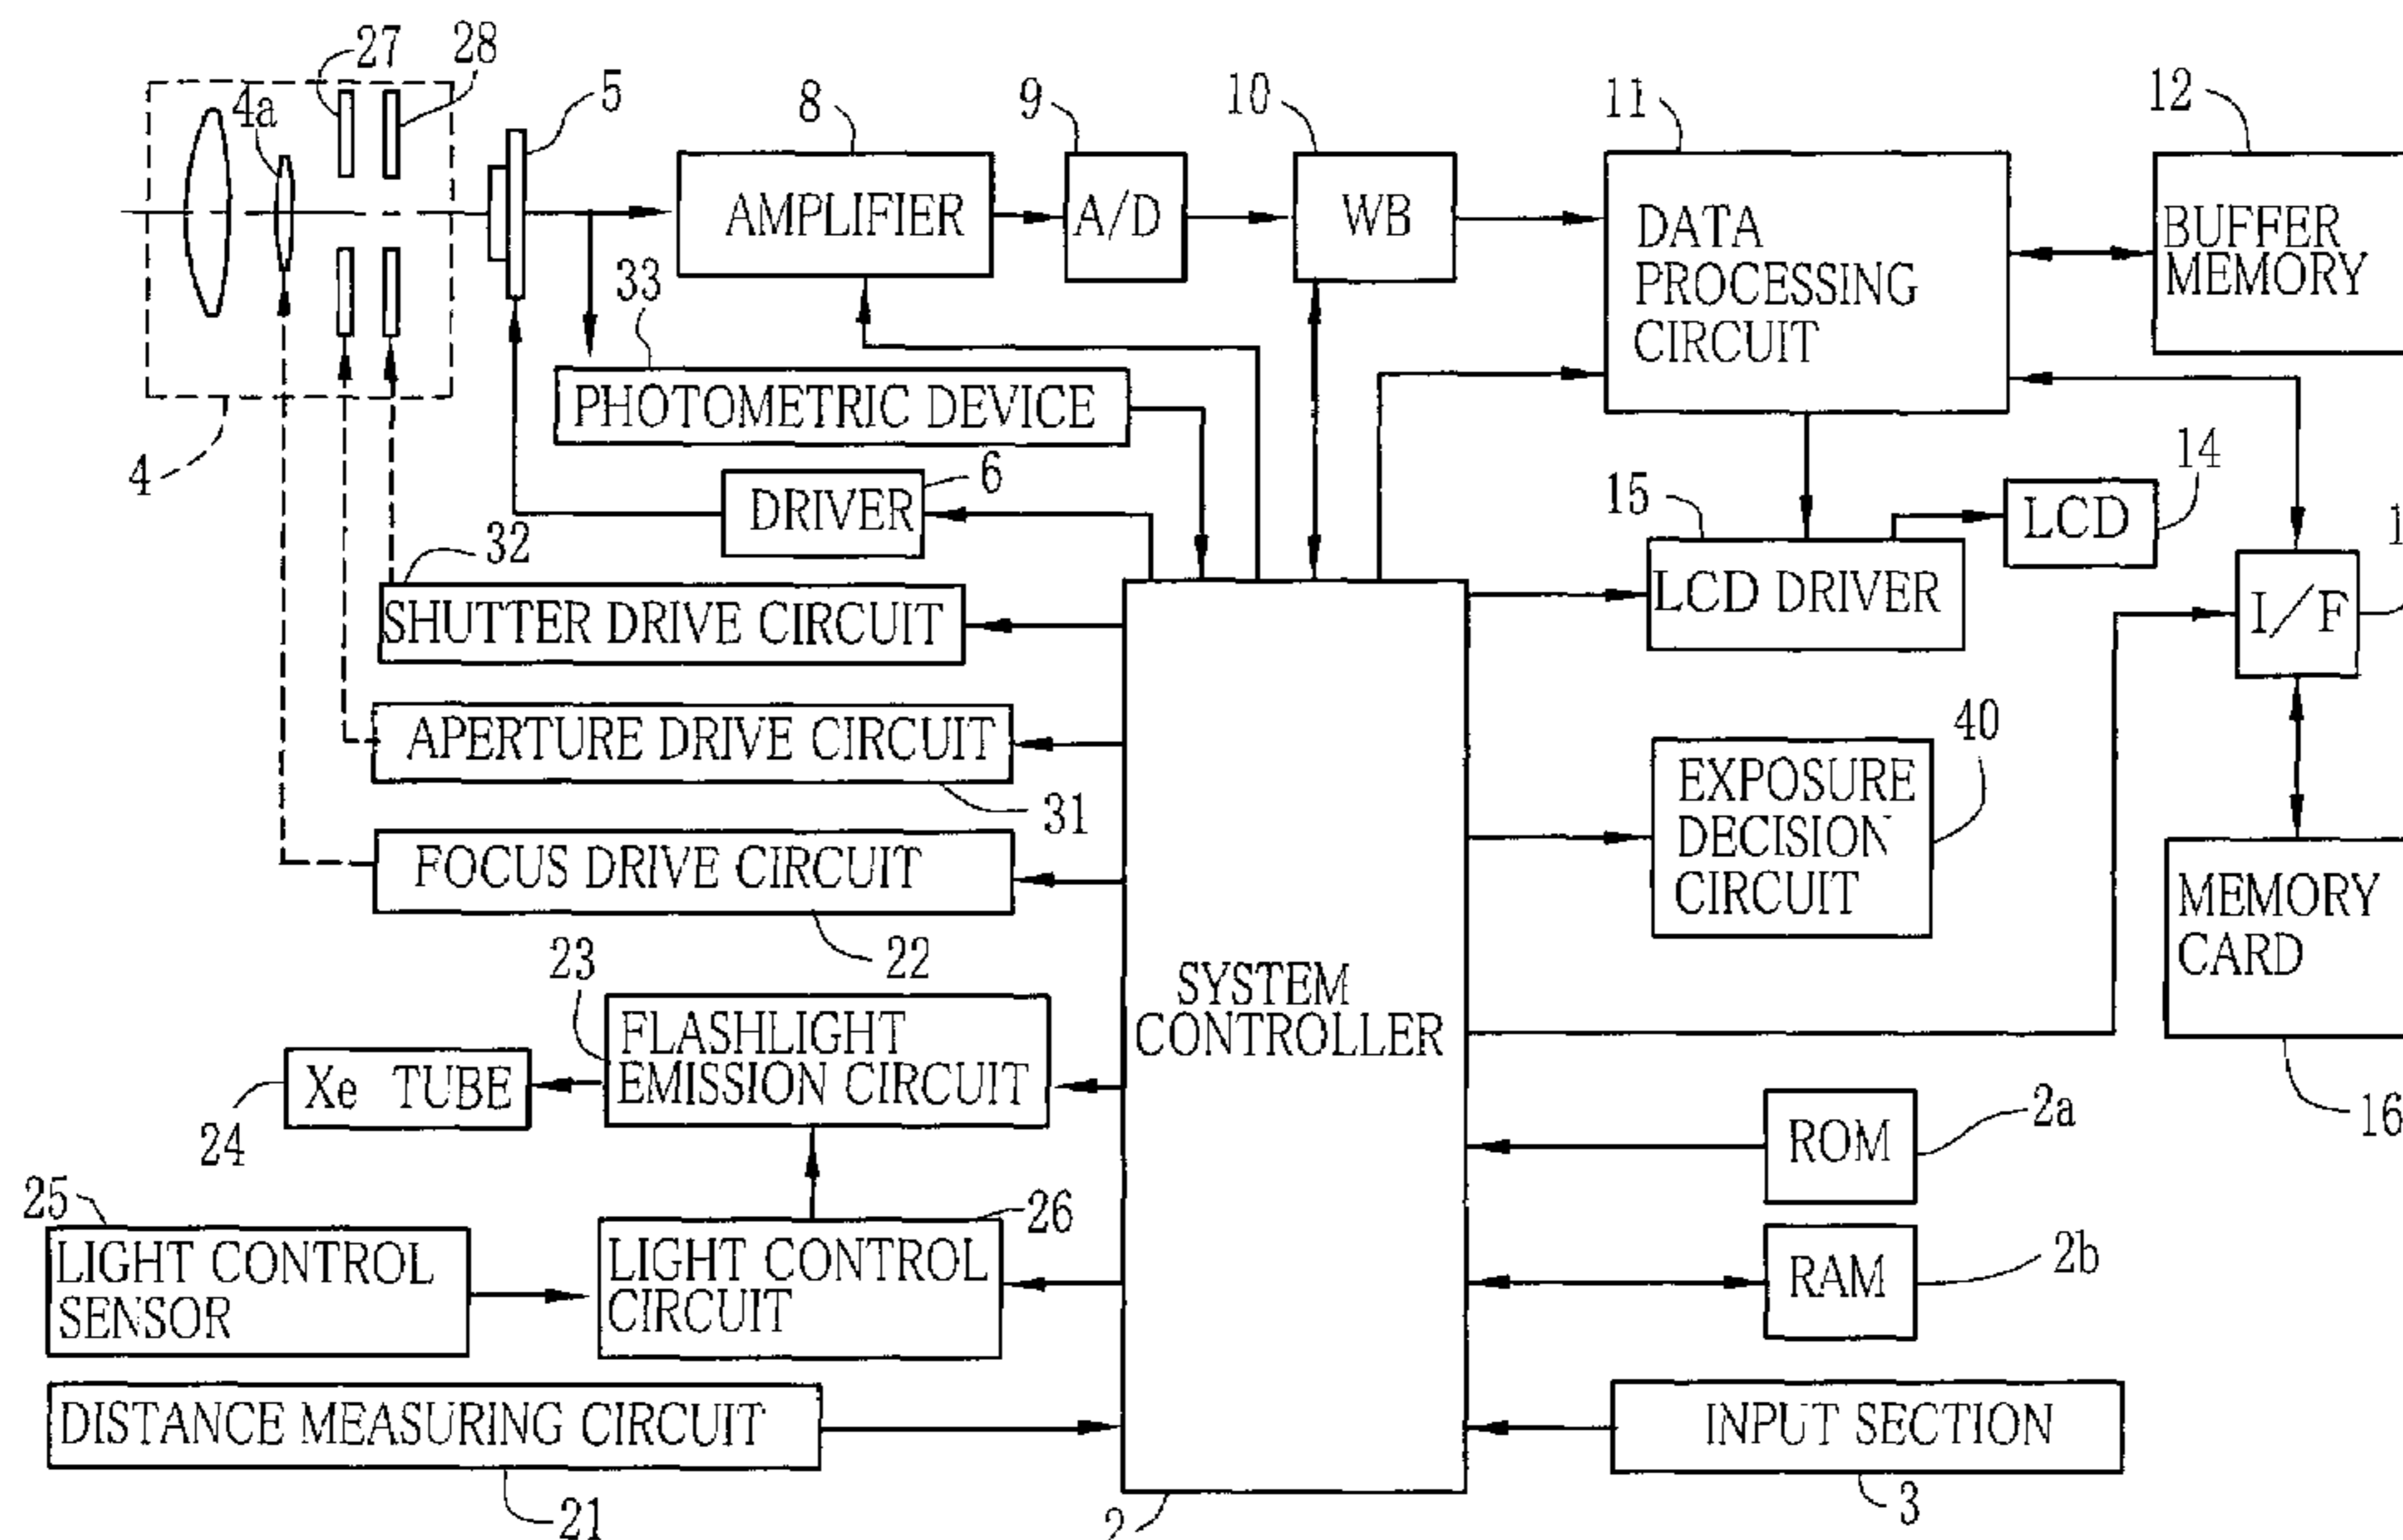 27
28
4a
5
8
9
10
11
12
AMPLIFIER
A/D
WB
DATA
PROCESSING
CIRCUIT
BUFFER
MEMORY
33
PHOTOMETRIC DEVICE
4
6
DRIVER
15
14
LCD
32
SHUTTER DRIVE CIRCUIT
LCD DRIVER
I/F
APERTURE DRIVE CIRCUIT
31
40
EXPOSURE
DECISION
CIRCUIT
FOCUS DRIVE CIRCUIT
22
MEMORY
CARD
16
23
FLASHLIGHT
EMISSION CIRCUIT
SYSTEM
CONTROLLER
Xe TUBE
24
ROM
2a
25
LIGHT CONTROL
SENSOR
26
LIGHT CONTROL
CIRCUIT
RAM
2b
DISTANCE MEASURING CIRCUIT
21
INPUT SECTION
3
2